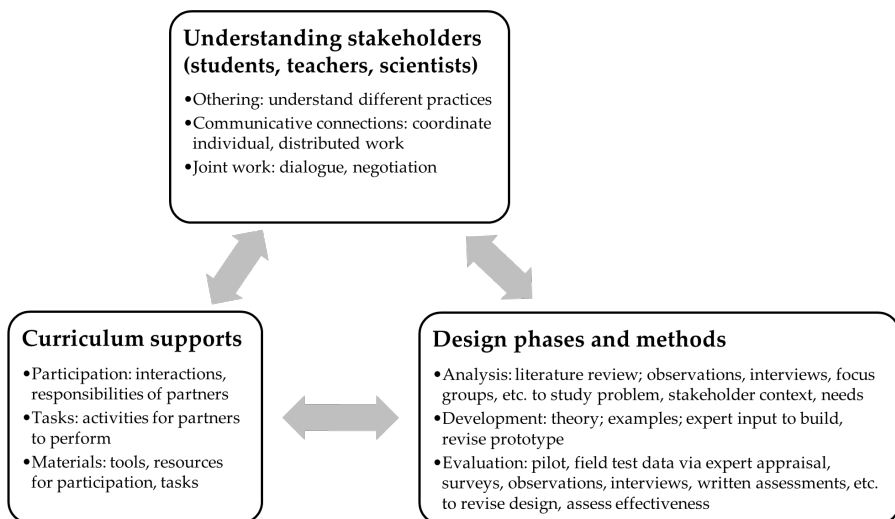 Understanding stakeholders
(students, teachers, scientists)
•Othering: understand different practices
•Communicative connections: coordinate
individual, distributed work
•Joint work: dialogue, negotiation
Curriculum supports
•Participation: interactions,
responsibilities of partners
•Tasks: activities for partners
to perform
•Materials: tools, resources
for participation, tasks
Design phases and methods
•Analysis: literature review; observations, interviews, focus
groups, etc. to study problem, stakeholder context, needs
•Development: theory; examples; expert input to build,
revise prototype
•Evaluation: pilot, field test data via expert appraisal,
surveys, observations, interviews, written assessments, etc.
to revise design, assess effectiveness